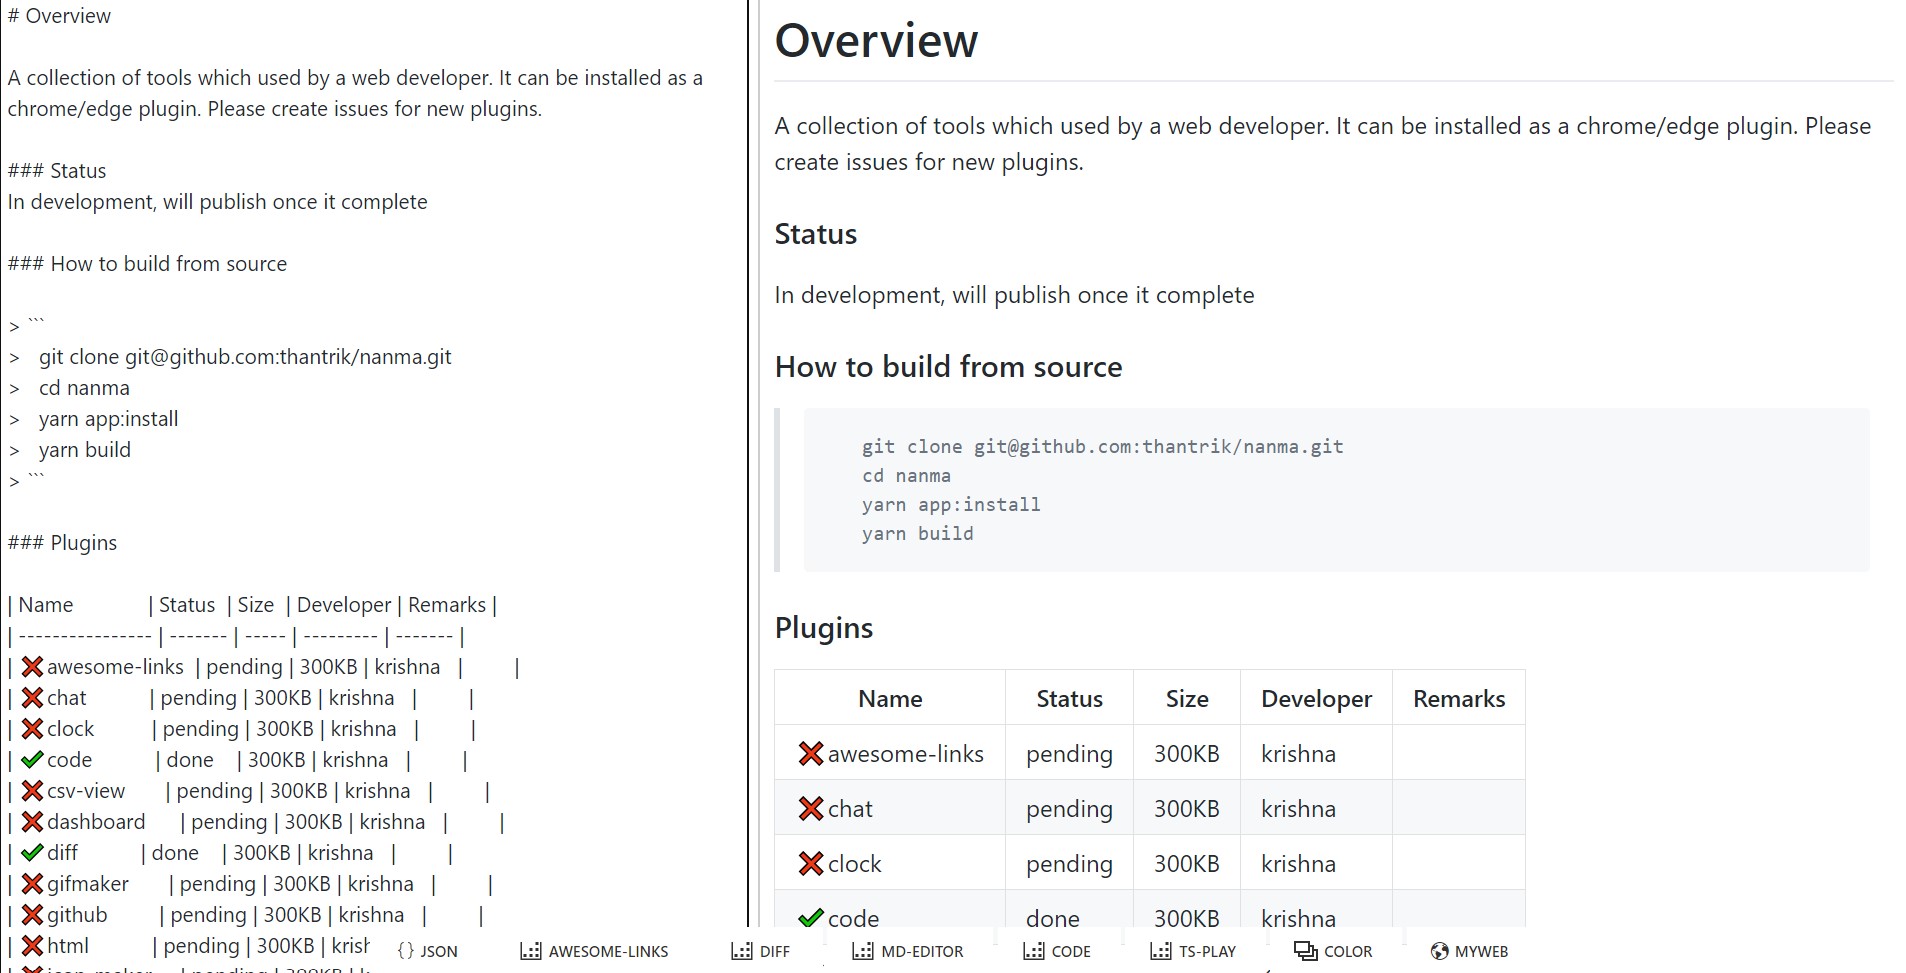 # Overview
A collection of tools which used by a web developer. It can be installed as a
chrome/edge plugin. Please create issues for new plugins.
### Status
In development, will publish once it complete
### How to build from source
> ```
> git clone git@github.com:thantrik/nanma.git
> cd nanma
> yarn app:install
> yarn build
> ```
### Plugins
| Name | Status | Size | Developer | Remarks |
| ---------------- | ------- | ----- | --------- | ------- |
| ❌awesome-links | pending | 300KB | krishna | |
| ❌chat | pending | 300KB | krishna | |
| ❌clock | pending | 300KB | krishna | |
| ✔code | done | 300KB | krishna | |
| ❌csv-view | pending | 300KB | krishna | |
| ❌dashboard | pending | 300KB | krishna | |
| ✔diff | done | 300KB | krishna | |
| ❌gifmaker | pending | 300KB | krishna | |
| ❌github | pending | 300KB | krishna | |
| ❌html | pending | 300KB | krish
Overview
A collection of tools which used by a web developer. It can be installed as a chrome/edge plugin. Please
create issues for new plugins.
Status
In development, will publish once it complete
How to build from source
git clone git@github.com:thantrik/nanma.git
cd nanma
yarn app:install
yarn build
Plugins
Name Status Size Developer Remarks
❌awesome-links pending 300KB krishna
❌chat pending 300KB krishna
❌clock pending 300KB krishna
✔code done 300KB krishna
{} JSON AWESOME-LINKS DIFF MD-EDITOR CODE TS-PLAY COLOR MYWEB